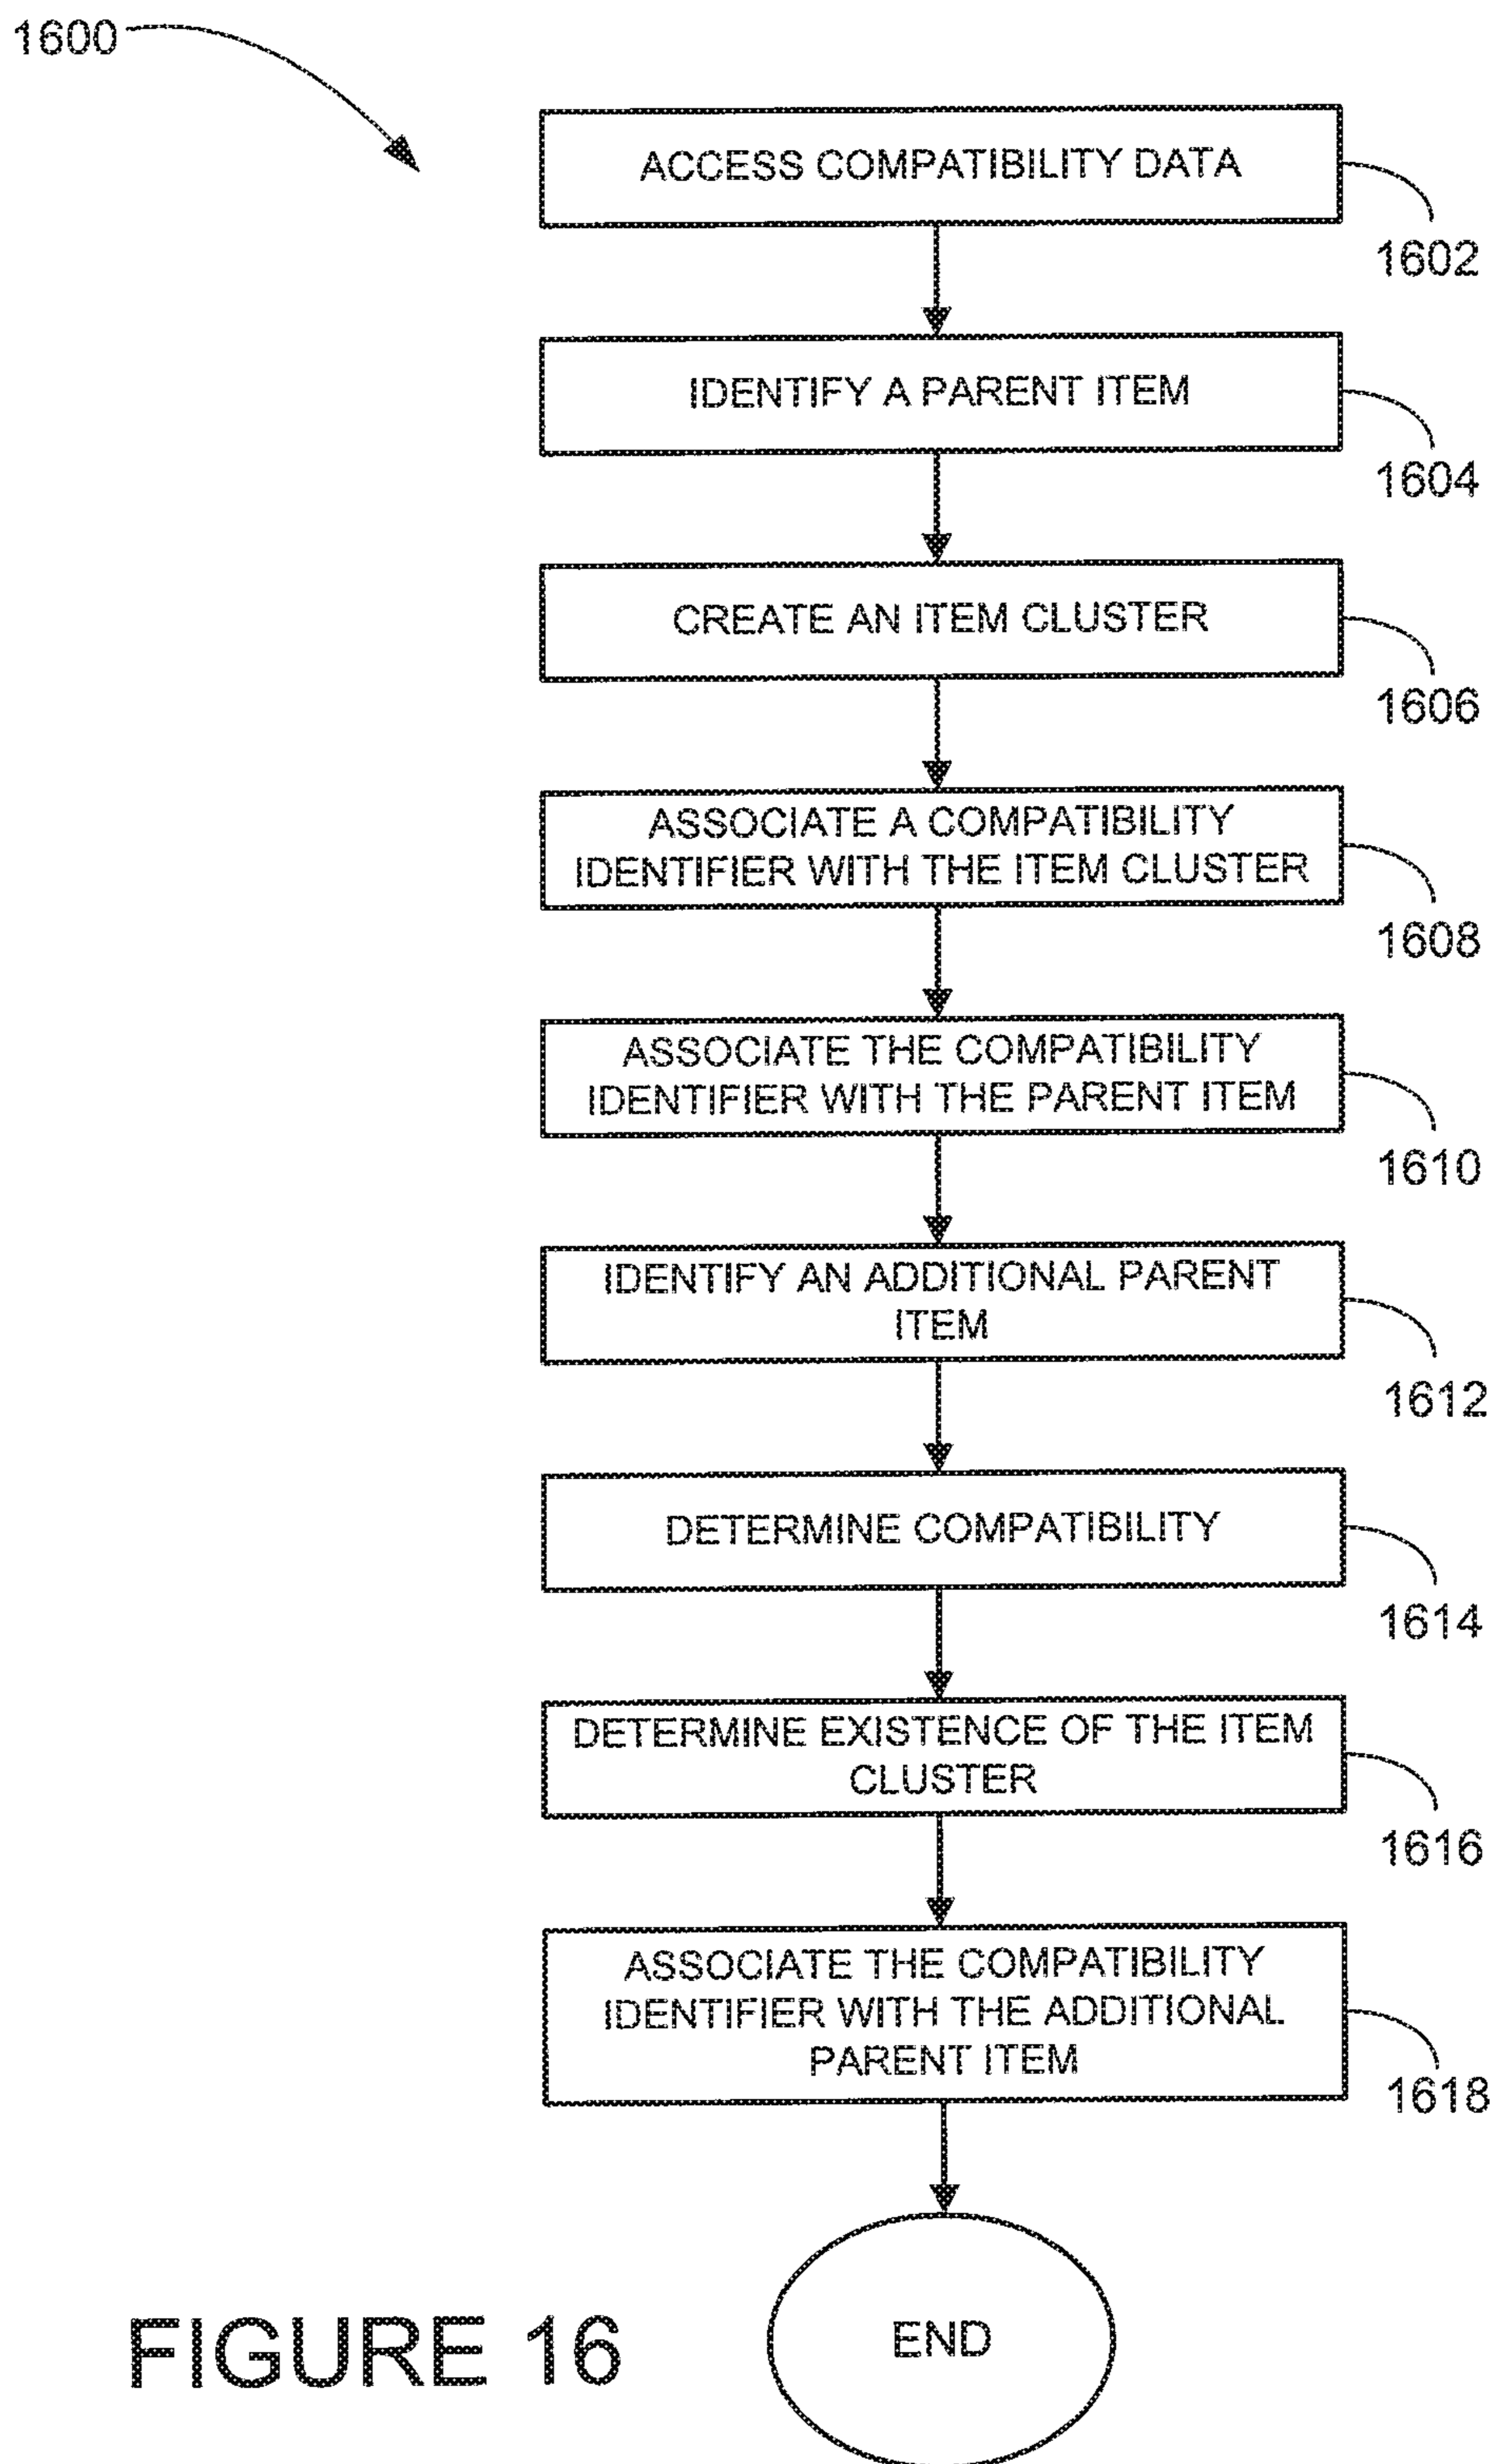 1600
ACCESS COMPATIBILITY DATA
1602
IDENTIFY A PARENT ITEM
1604
CREATE AN ITEM CLUSTER
1606
ASSOCIATE A COMPATIBILITY
IDENTIFIER WITH THE ITEM CLUSTER
1608
ASSOCIATE THE COMPATIBILITY
IDENTIFIER WITH THE PARENT ITEM
1610
IDENTIFY AN ADDITIONAL PARENT
ITEM
1612
DETERMINE COMPATIBILITY
1614
DETERMINE EXISTENCE OF THE ITEM
CLUSTER
1616
ASSOCIATE THE COMPATIBILITY
IDENTIFIER WITH THE ADDITIONAL
PARENT ITEM
1618
END
FIGURE 16